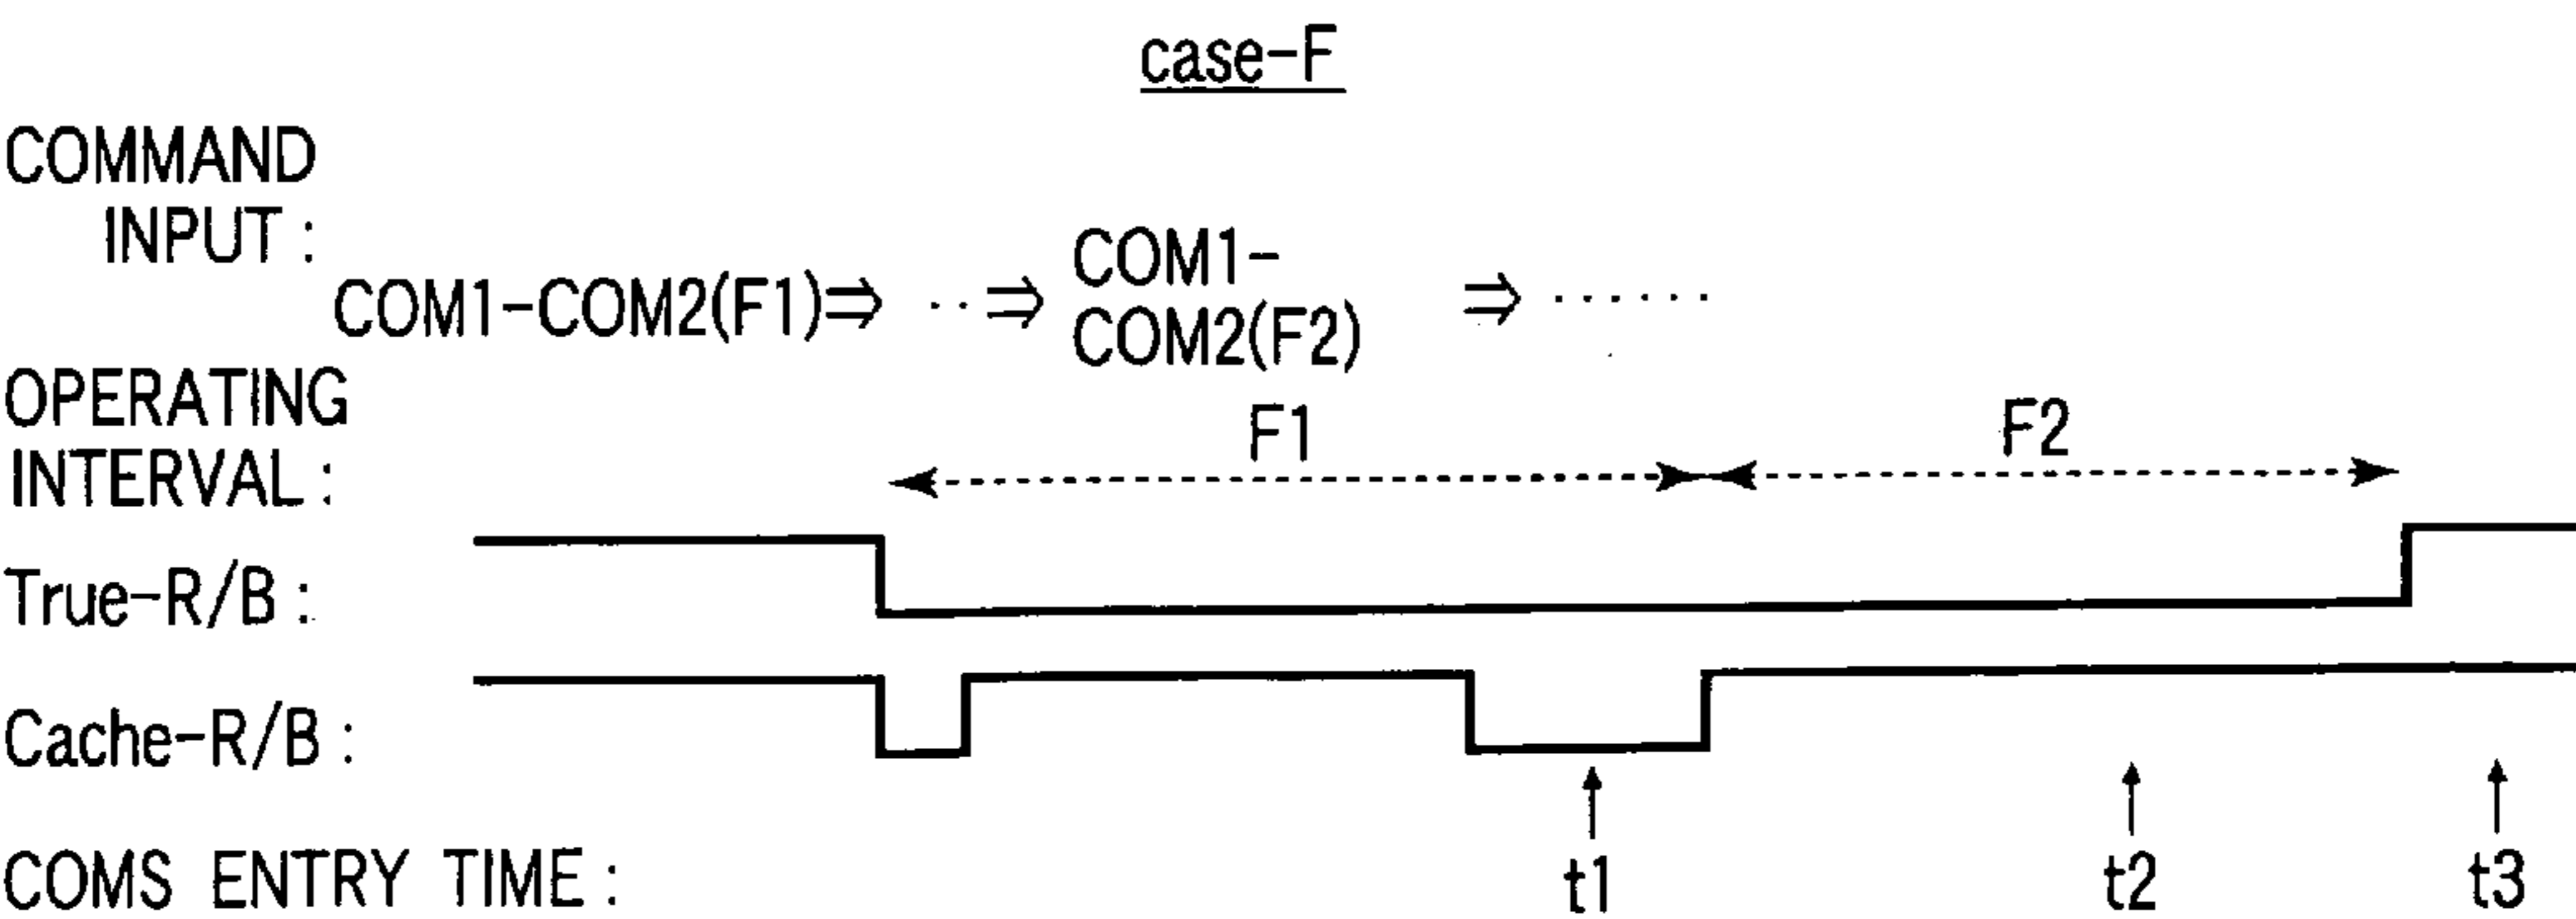 case-F
COMMAND
INPUT :
COM1-COM2(F1)⇒ ‥⇒ COM1- ⇒ ······
COM2(F2)
OPERATING
INTERVAL :
F1 F2
True-R/B :
Cache-R/B :
COMS ENTRY TIME : t1 t2 t3